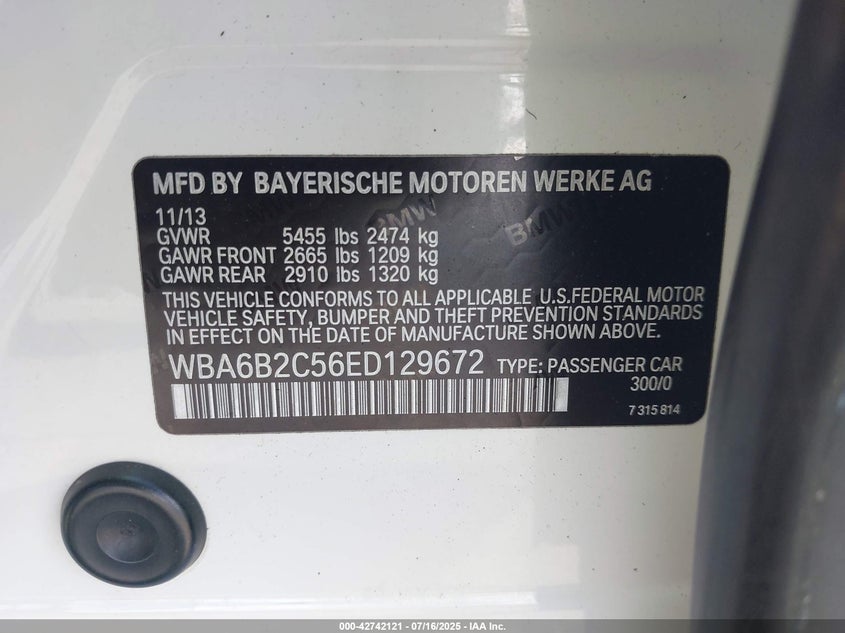 MFD BY BAYERISCHE MOTOREN WERKE AG
11/13
GVWR 5455 lbs 2474 kg
GAWR FRONT 2665 lbs 1209 kg
GAWR REAR 2910 lbs 1320 kg
THIS VEHICLE CONFORMS TO ALL APPLICABLE U.S.FEDERAL MOTOR
VEHICLE SAFETY, BUMPER AND THEFT PREVENTION STANDARDS
IN EFFECT ON THE DATE OF MANUFACTURE SHOWN ABOVE.
WBA6B2C56ED129672 TYPE: PASSENGER CAR
300/0
7 315 814
BMW
BMW
000-42742121 - 07/16/2025 - IAA Inc.